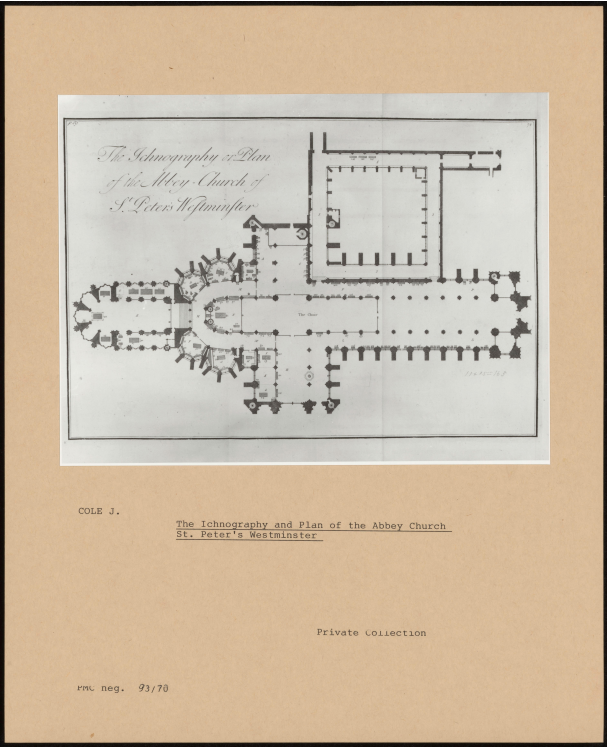 The Ichnography or Plan
of the Abbey-Church of
St. Peters Westminster
The Choir
COLE J.
The Ichnography and Plan of the Abbey Church
St. Peter's Westminster
Private Collection
PMC neg. 93/70